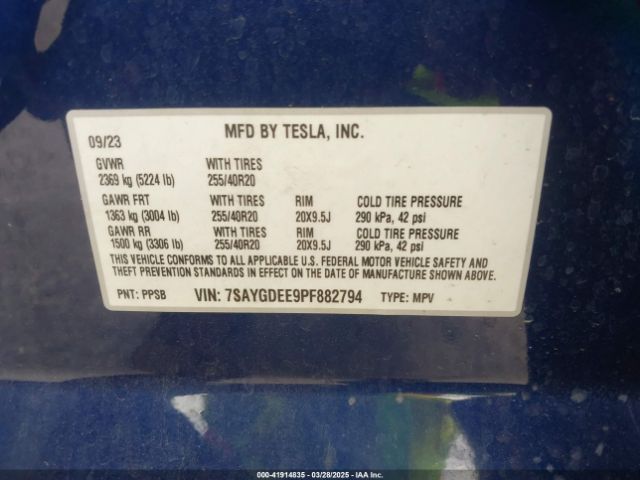 MFD BY TESLA, INC.
09/23
GVWR WITH TIRES
2369 kg (5224 lb) 255/40R20
GAWR FRT WITH TIRES RIM COLD TIRE PRESSURE
1363 kg (3004 lb) 255/40R20 20X9.5J 290 kPa, 42 psi
GAWR RR WITH TIRES RIM COLD TIRE PRESSURE
1500 kg (3306 lb) 255/40R20 20X9.5J 290 kPa, 42 psi
THIS VEHICLE CONFORMS TO ALL APPLICABLE U.S. FEDERAL MOTOR VEHICLE SAFETY AND
THEFT PREVENTION STANDARDS IN EFFECT ON THE DATE OF MANUFACTURE SHOWN ABOVE.
PNT: PPSB VIN: 7SAYGDEE9PF882794 TYPE: MPV
000-41914635 - 03/28/2025 - IAA Inc.